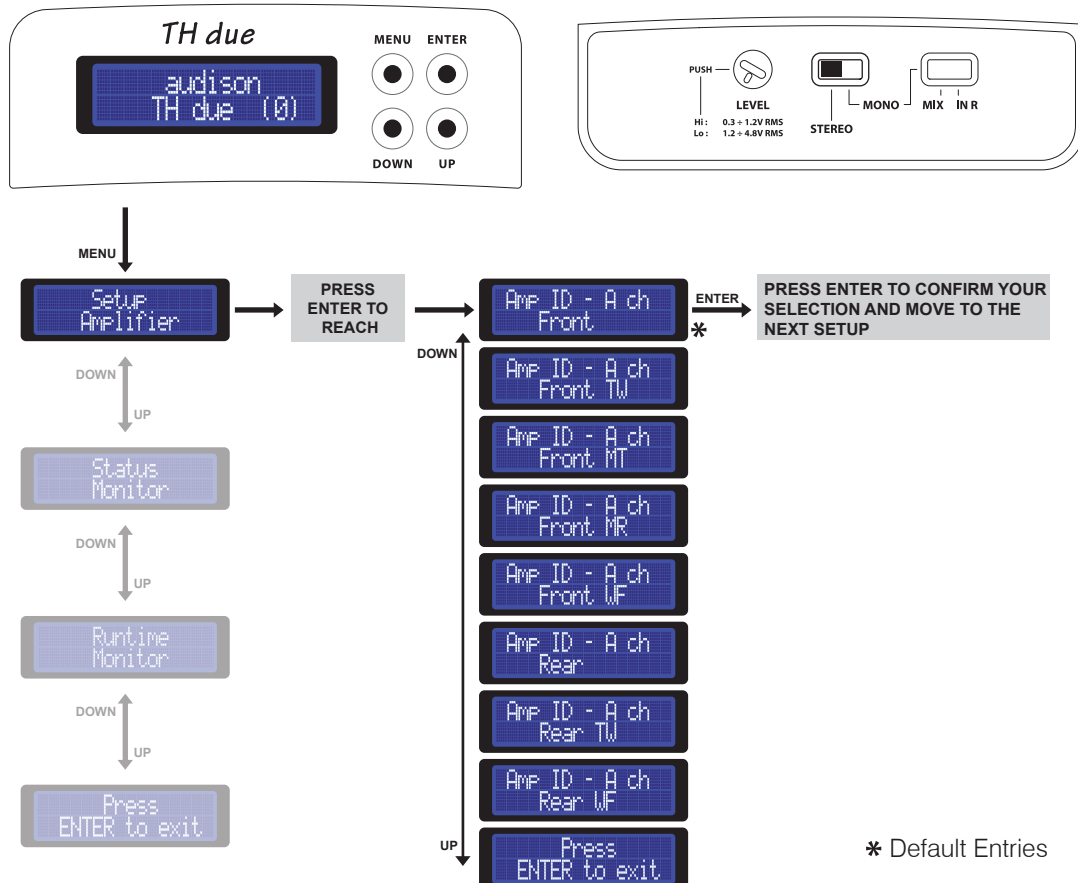 TH due
audison
TH due (0)
MENU ENTER
DOWN UP
PUSH
LEVEL
Hi : 0.3 ÷ 1.2V RMS
Lo : 1.2 ÷ 4.8V RMS
STEREO
MONO
MIX IN R
MENU
Setup
Amplifier
PRESS
ENTER TO
REACH
Amp ID - A ch
Front
*
ENTER
PRESS ENTER TO CONFIRM YOUR
SELECTION AND MOVE TO THE
NEXT SETUP
DOWN
UP
Status
Monitor
DOWN
UP
Runtime
Monitor
DOWN
UP
Press
ENTER to exit
DOWN
Amp ID - A ch
Front TW
Amp ID - A ch
Front MT
Amp ID - A ch
Front MR
Amp ID - A ch
Front WF
Amp ID - A ch
Rear
Amp ID - A ch
Rear TW
Amp ID - A ch
Rear WF
UP
Press
ENTER to exit
* Default Entries